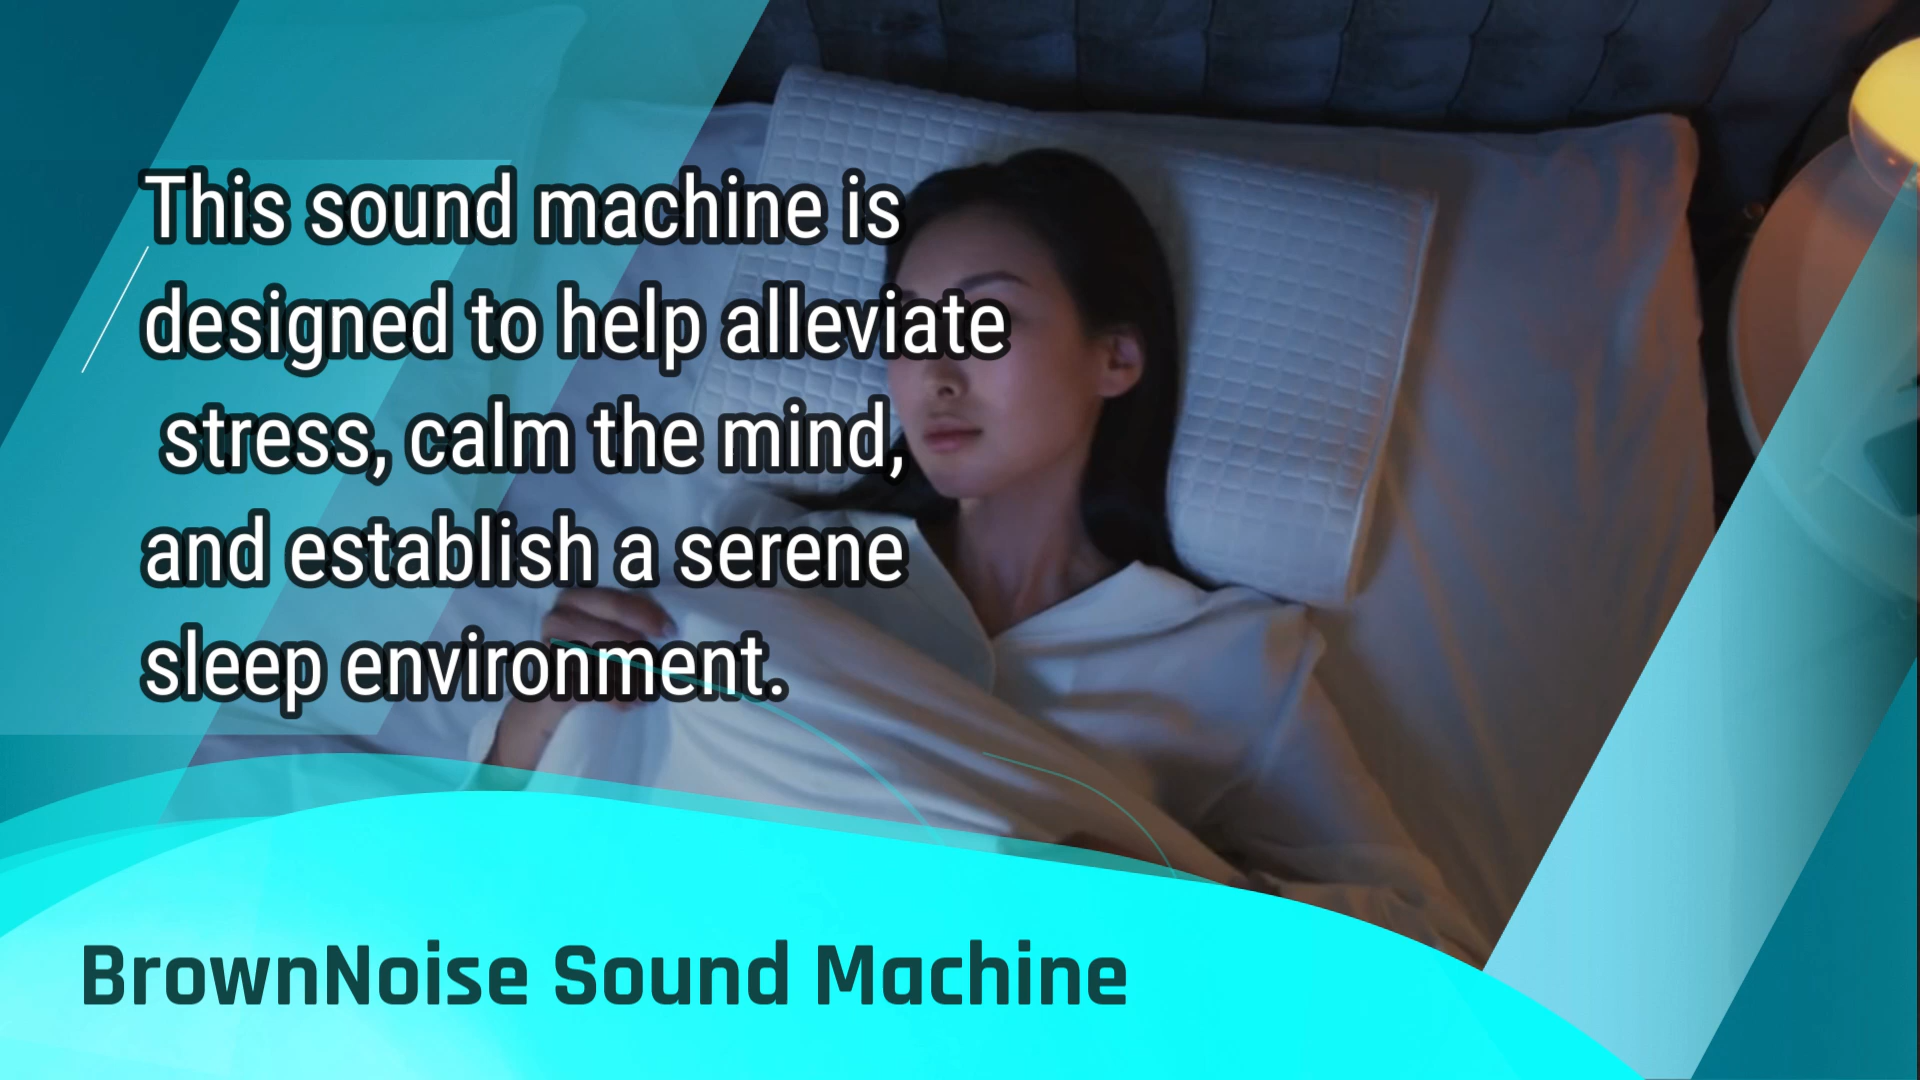 This sound machine is
designed to help alleviate
stress, calm the mind,
and establish a serene
sleep environment.
BrownNoise Sound Machine